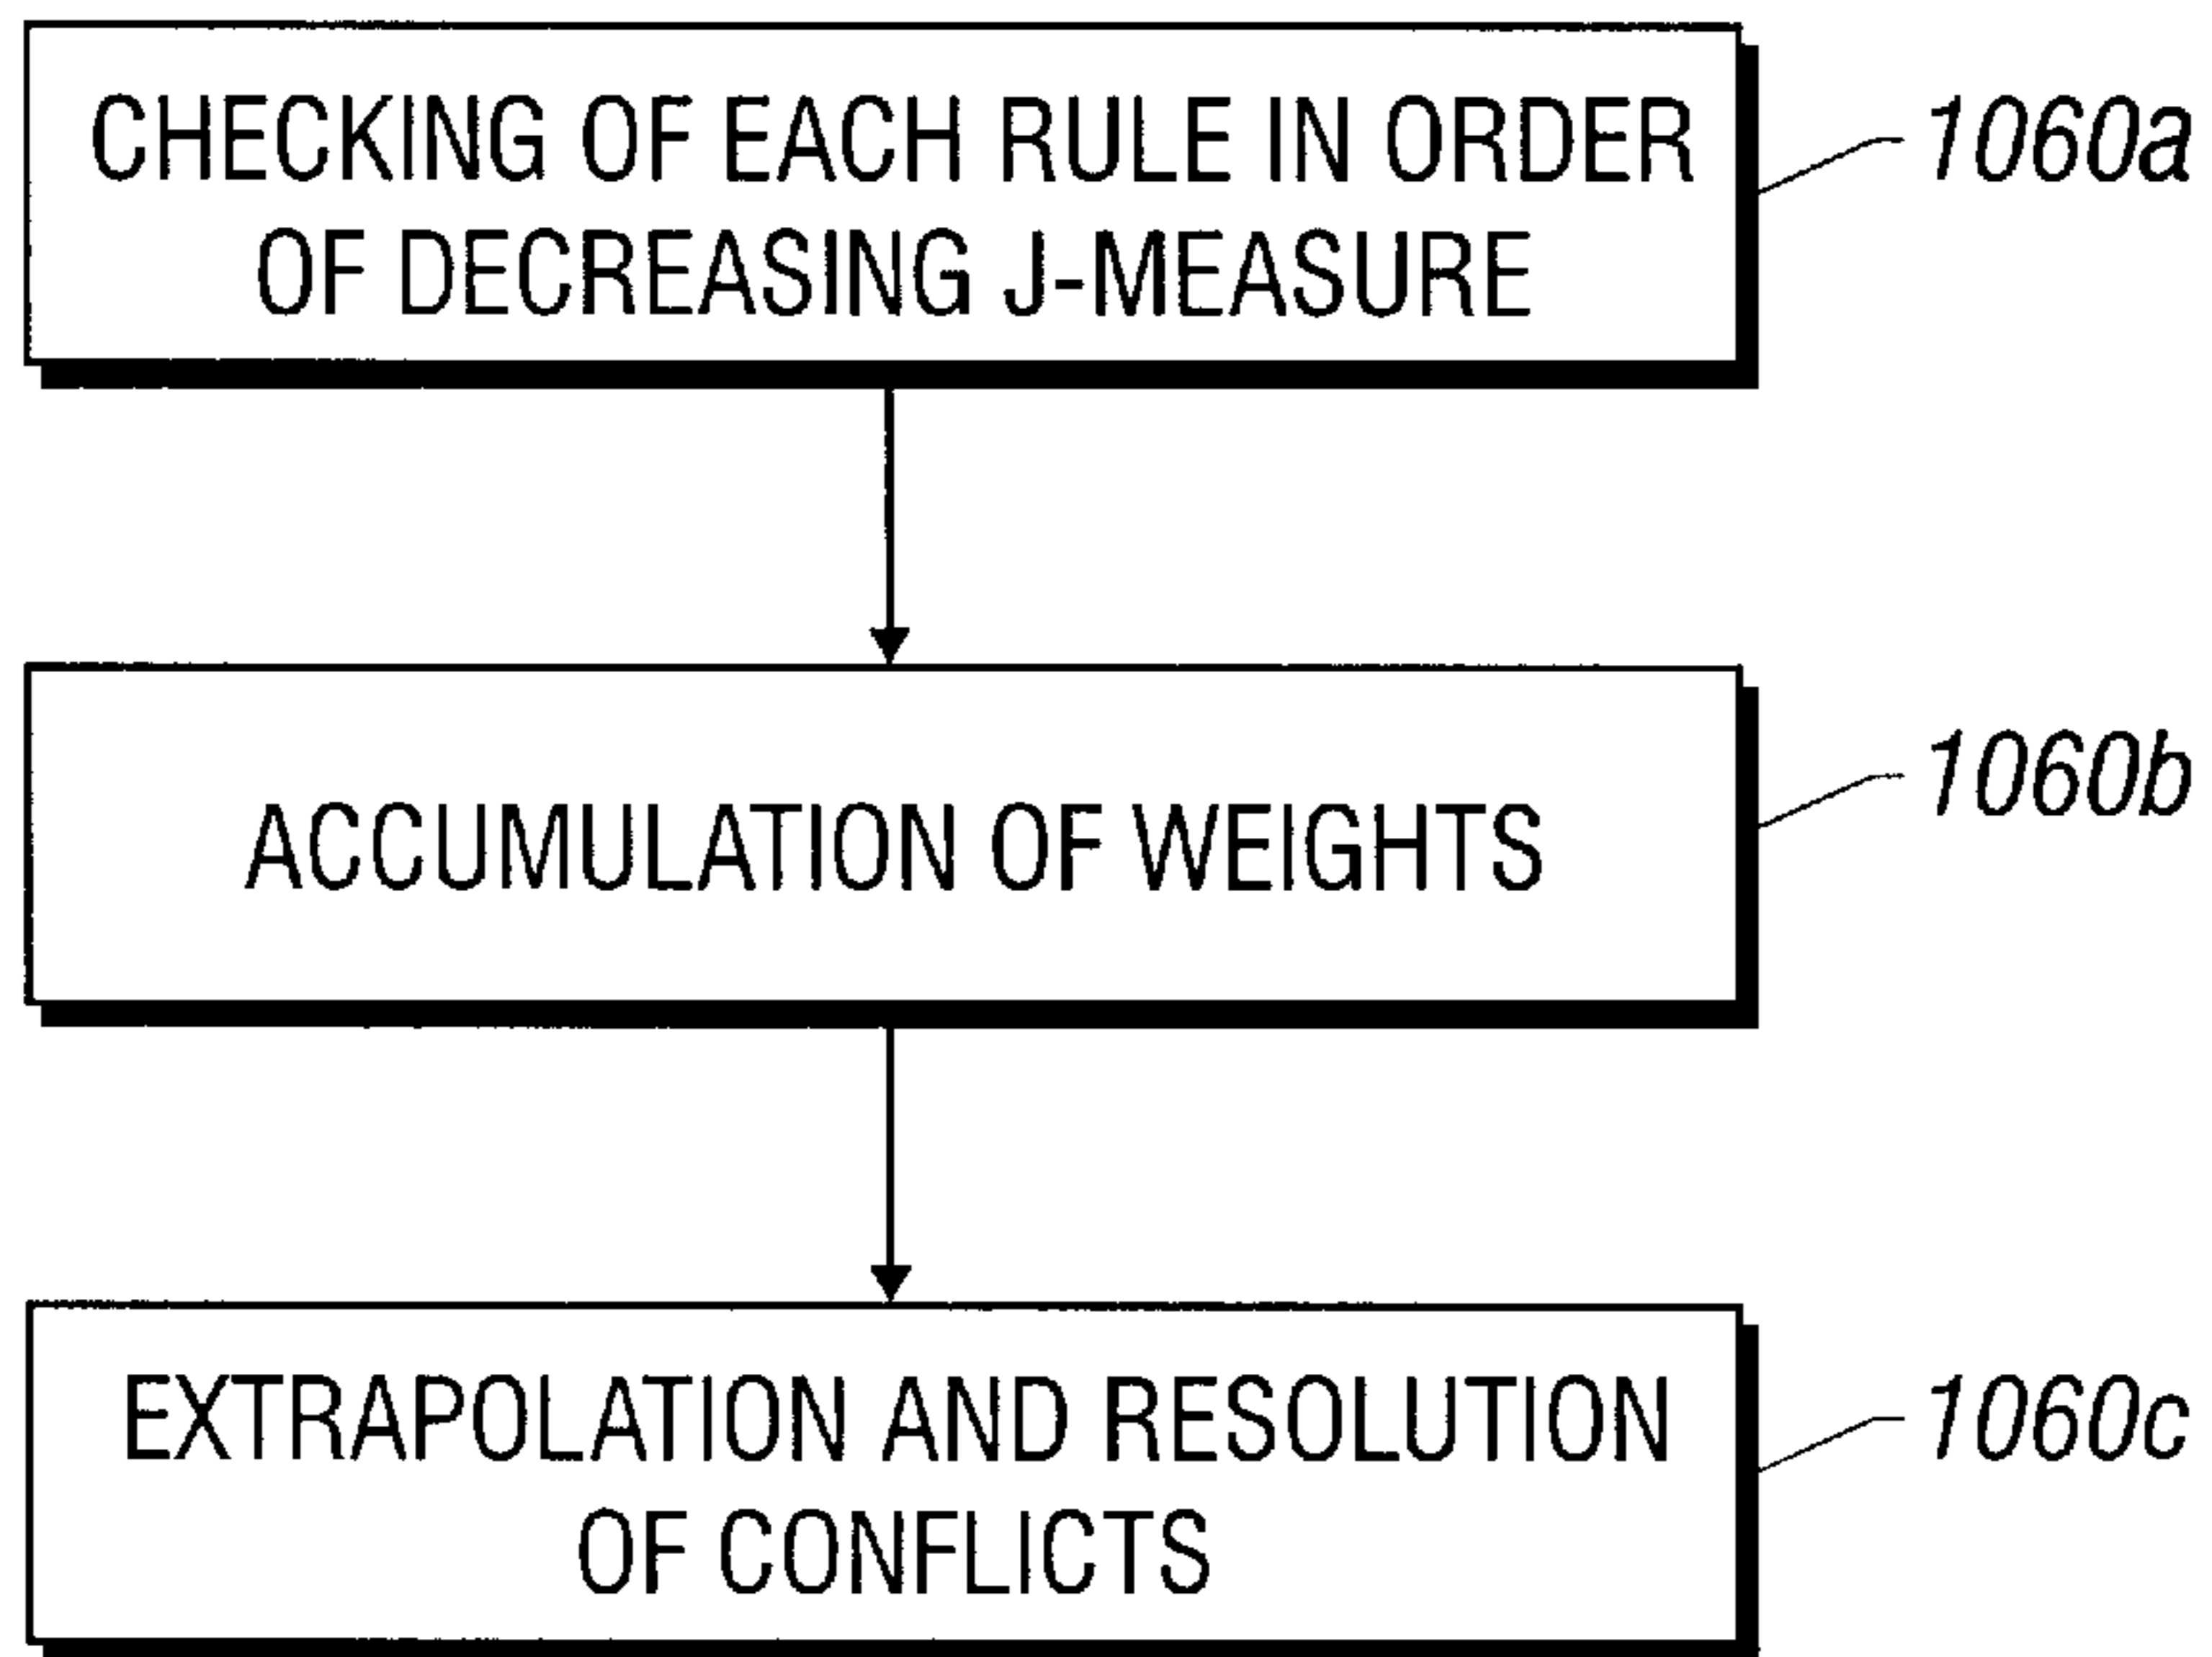 CHECKING OF EACH RULE IN ORDER
OF DECREASING J-MEASURE
1060a
ACCUMULATION OF WEIGHTS
1060b
EXTRAPOLATION AND RESOLUTION
OF CONFLICTS
1060c